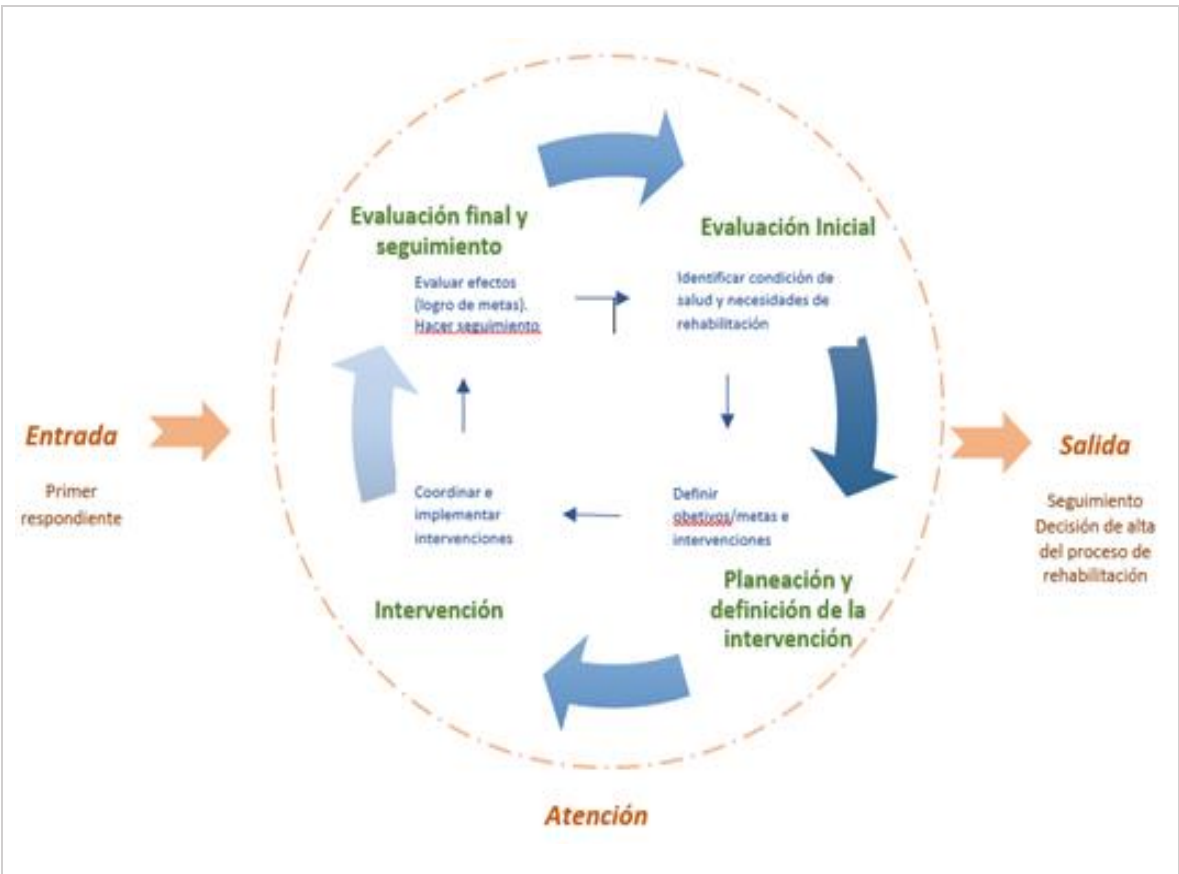 Evaluación final y
seguimiento
Evaluar efectos
(logro de metas).
Hacer seguimiento
Evaluación Inicial
Identificar condición de
salud y necesidades de
rehabilitación
Entrada
Primer
respondiente
Salida
Seguimiento
Decisión de alta
del proceso de
rehabilitación
Coordinar e
implementar
intervenciones
Intervención
Definir
obetivos/metas e
intervenciones
Planeación y
definición de la
intervención
Atención